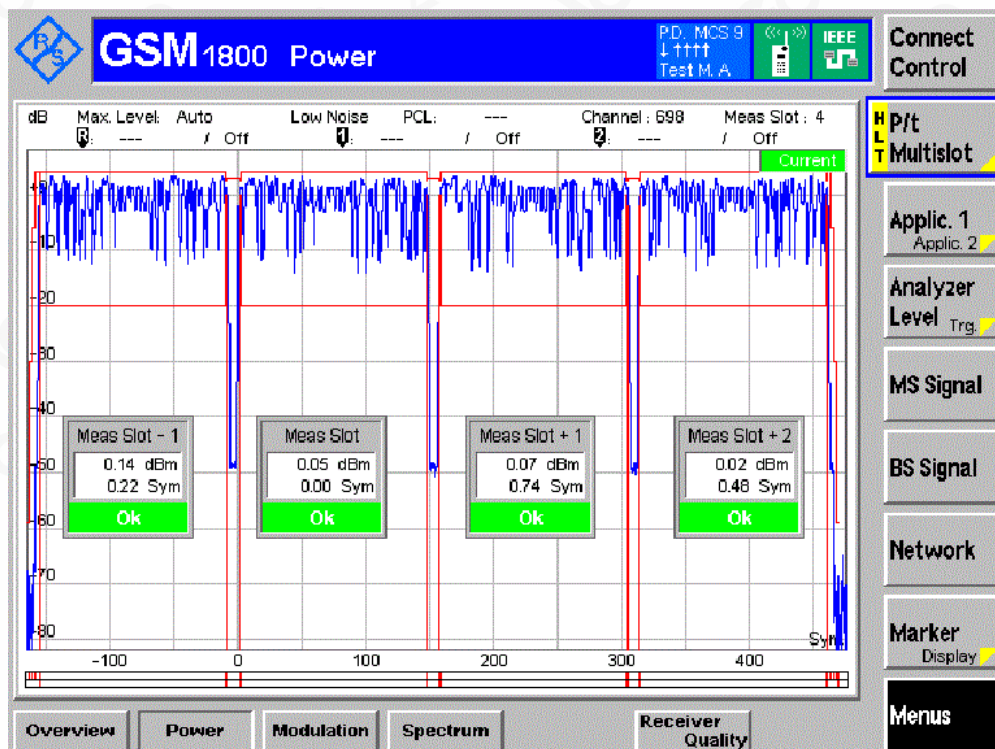 R/S
GSM 1800 Power
P.D. MCS 9
↓↑↑↑↑
Test M. A
IEEE
Connect Control
dB Max. Level: Auto Low Noise PCL: --- Channel : 698 Meas Slot : 4
R: --- / Off 1: --- / Off 2: --- / Off
Current
H L T
P/t Multislot
Applic. 1
Applic. 2
Analyzer Level Trg.
MS Signal
BS Signal
Network
Marker
Display
Menus
-10
-20
-30
-40
-50
-60
-70
-80
Meas Slot - 1
0.14 dBm
0.22 Sym
Ok
Meas Slot
0.05 dBm
0.00 Sym
Ok
Meas Slot + 1
0.07 dBm
0.74 Sym
Ok
Meas Slot + 2
0.02 dBm
0.48 Sym
Ok
Sym
-100 0 100 200 300 400
Overview Power Modulation Spectrum Receiver Quality